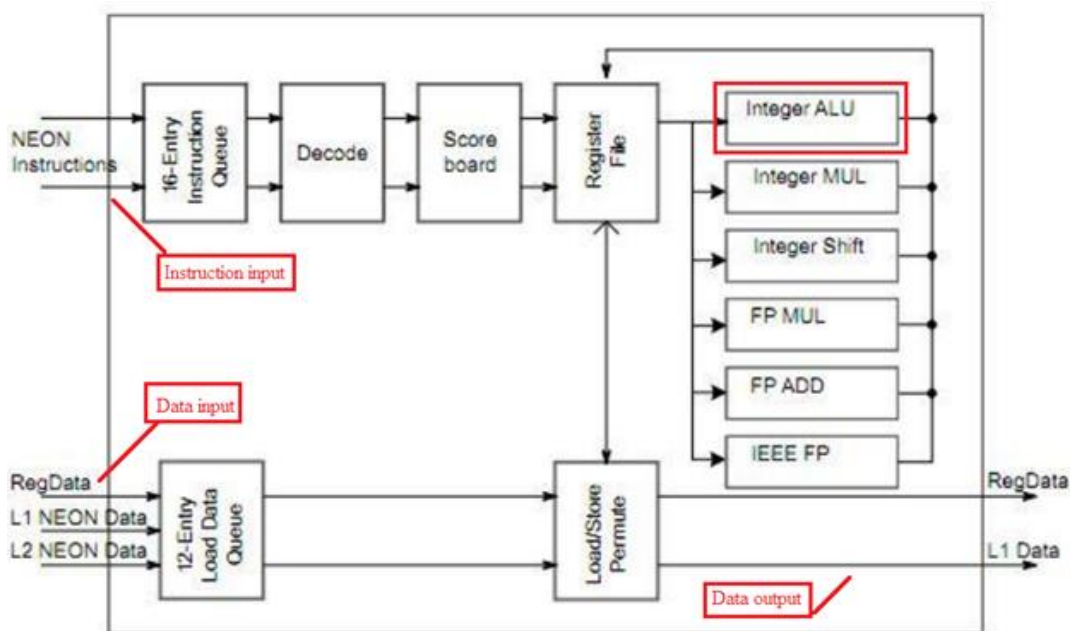 NEON
Instructions
16-Entry
Instruction
Queue
Decode
Score
board
Register
File
Integer ALU
Integer MUL
Integer Shift
FP MUL
FP ADD
IEEE FP
Instruction input
Data input
RegData
L1 NEON Data
L2 NEON Data
12-Entry
Load Data
Queue
Load/Store
Permute
RegData
L1 Data
Data output